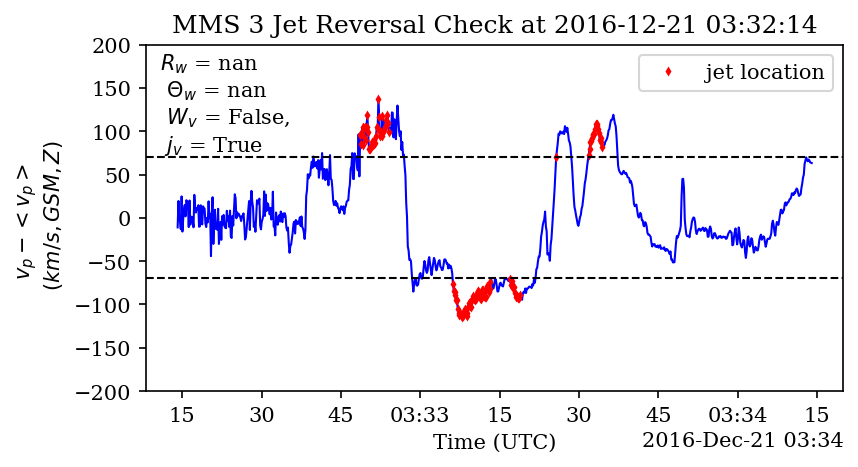 MMS 3 Jet Reversal Check at 2016-12-21 03:32:14
R_w = nan
Θ_w = nan
W_v = False,
j_v = True
jet location
v_p − < v_p >
(km/s, GSM, Z)
200
150
100
50
0
−50
−100
−150
−200
15 30 45 03:33 15 30 45 03:34 15
Time (UTC)
2016-Dec-21 03:34